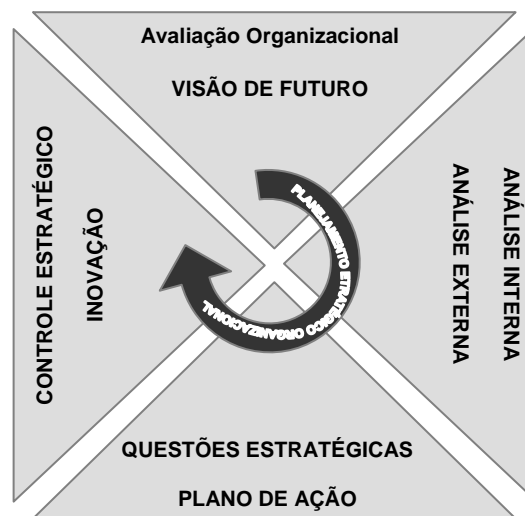 Avaliação Organizacional
VISÃO DE FUTURO
ANÁLISE INTERNA
ANÁLISE EXTERNA
QUESTÕES ESTRATÉGICAS
PLANO DE AÇÃO
CONTROLE ESTRATÉGICO
INOVAÇÃO
PLANEJAMENTO ETRATÉGICO ORGANIZACIONAL